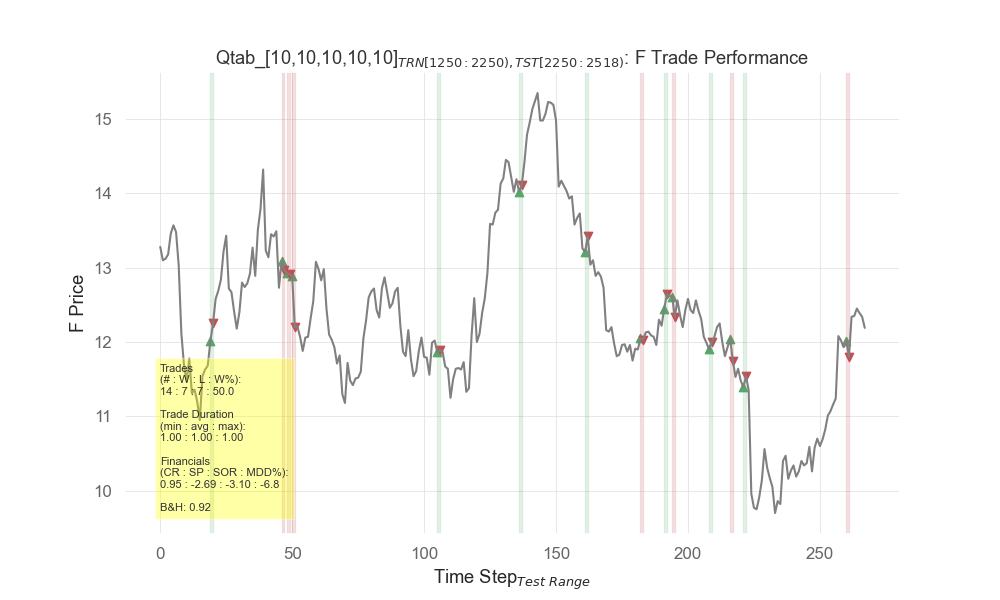 Qtab_[10,10,10,10,10]TRN[1250:2250),TST[2250:2518): F Trade Performance
F Price
15
14
13
12
11
10
Trades
(# : W : L : W%):
14 : 7 : 7 : 50.0
Trade Duration
(min : avg : max):
1.00 : 1.00 : 1.00
Financials
(CR : SP : SOR : MDD%):
0.95 : -2.69 : -3.10 : -6.8
B&H: 0.92
0 50 100 150 200 250
Time StepTest Range